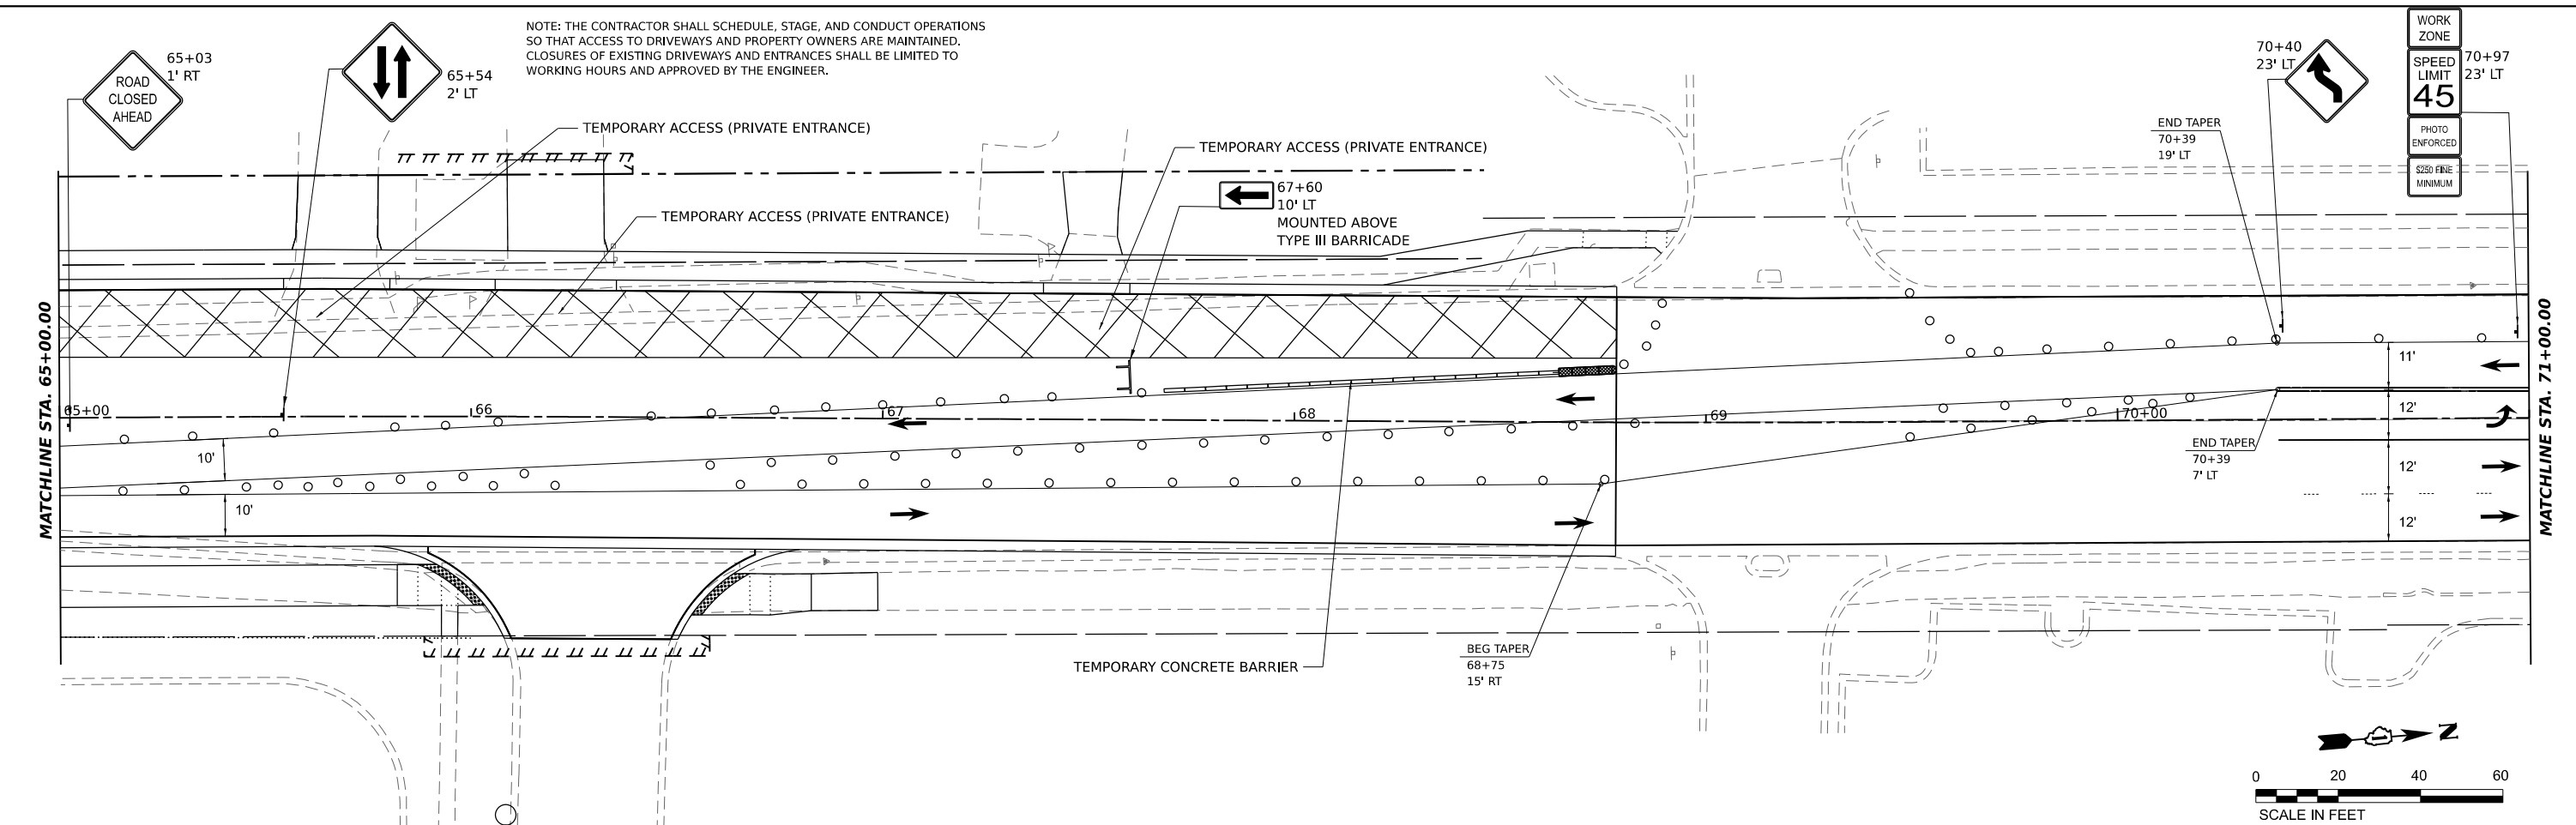 NOTE: THE CONTRACTOR SHALL SCHEDULE, STAGE, AND CONDUCT OPERATIONS
SO THAT ACCESS TO DRIVEWAYS AND PROPERTY OWNERS ARE MAINTAINED.
CLOSURES OF EXISTING DRIVEWAYS AND ENTRANCES SHALL BE LIMITED TO
WORKING HOURS AND APPROVED BY THE ENGINEER.
ROAD
CLOSED
AHEAD
65+03
1' RT
65+54
2' LT
TEMPORARY ACCESS (PRIVATE ENTRANCE)
TEMPORARY ACCESS (PRIVATE ENTRANCE)
TEMPORARY ACCESS (PRIVATE ENTRANCE)
67+60
10' LT
MOUNTED ABOVE
TYPE III BARRICADE
END TAPER
70+39
19' LT
70+40
23' LT
WORK
ZONE
SPEED
LIMIT
45
PHOTO
ENFORCED
$250 FINE
MINIMUM
70+97
23' LT
MATCHLINE STA. 65+00.00
65+00
66
67
68
69
70+00
10'
10'
11'
12'
12'
12'
END TAPER
70+39
7' LT
MATCHLINE STA. 71+00.00
TEMPORARY CONCRETE BARRIER
BEG TAPER
68+75
15' RT
N
0 20 40 60
SCALE IN FEET